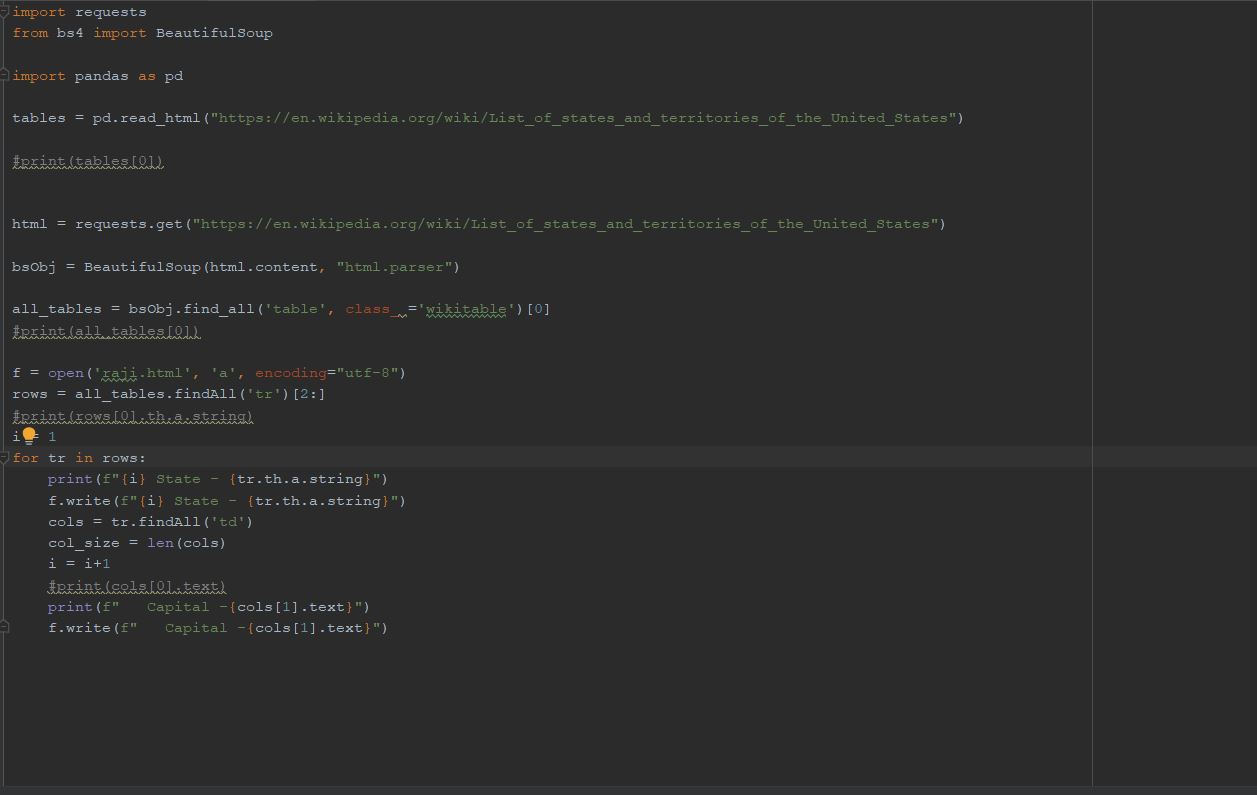 import requests
from bs4 import BeautifulSoup
import pandas as pd
tables = pd.read_html("https://en.wikipedia.org/wiki/List_of_states_and_territories_of_the_United_States")
#print(tables[0])
html = requests.get("https://en.wikipedia.org/wiki/List_of_states_and_territories_of_the_United_States")
bsObj = BeautifulSoup(html.content, "html.parser")
all_tables = bsObj.find_all('table', class_ ='wikitable')[0]
#print(all_tables[0])
f = open('raji.html', 'a', encoding="utf-8")
rows = all_tables.findAll('tr')[2:]
#print(rows[0].th.a.string)
i = 1
for tr in rows:
    print(f"{i} State - {tr.th.a.string}")
    f.write(f"{i} State - {tr.th.a.string}")
    cols = tr.findAll('td')
    col_size = len(cols)
    i = i+1
    #print(cols[0].text)
    print(f"   Capital -{cols[1].text}")
    f.write(f"   Capital -{cols[1].text}")